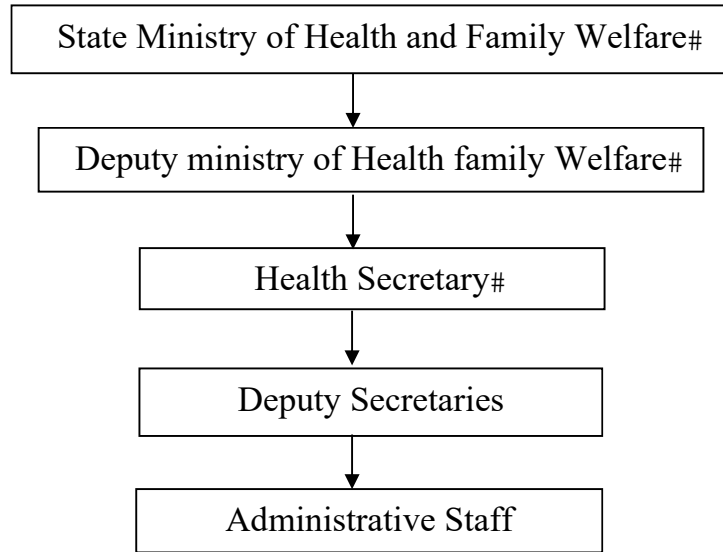 State Ministry of Health and Family Welfare#
Deputy ministry of Health family Welfare#
Health Secretary#
Deputy Secretaries
Administrative Staff